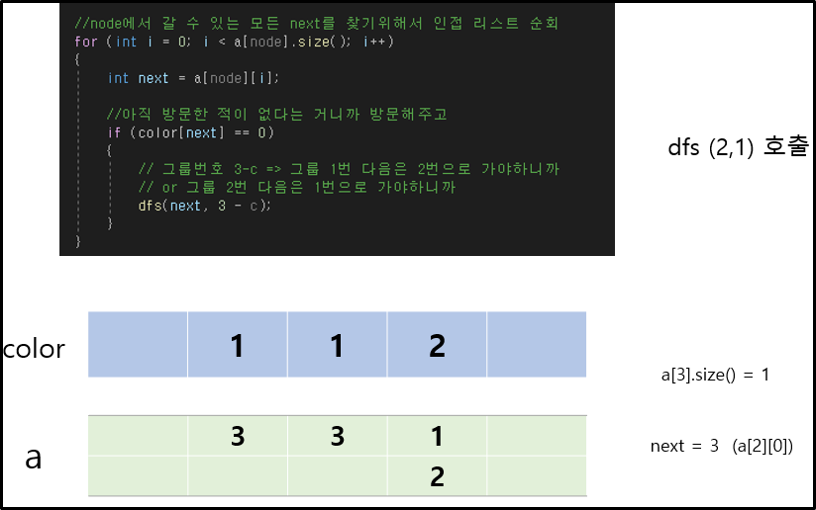 //node에서 갈 수 있는 모든 next를 찾기위해서 인접 리스트 순회
for (int i = 0; i < a[node].size(); i++)
{
int next = a[node][i];
//아직 방문한 적이 없다는 거니까 방문해주고
if (color[next] == 0)
{
// 그룹번호 3-c => 그룹 1번 다음은 2번으로 가야하니까
// or 그룹 2번 다음은 1번으로 가야하니까
dfs(next, 3 - c);
}
}
dfs (2,1) 호출
color 1 1 2
a[3].size() = 1
a 3 3 1
2
next = 3 (a[2][0])